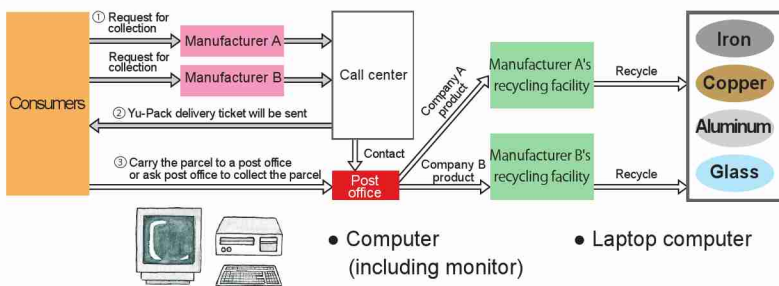 ① Request for
collection
Manufacturer A
Request for
collection
Manufacturer B
Call center
Consumers
② Yu-Pack delivery ticket will be sent
Contact
③ Carry the parcel to a post office
or ask post office to collect the parcel
Post
office
Company A
product
Company B
product
Manufacturer A's
recycling facility
Recycle
Manufacturer B's
recycling facility
Recycle
Iron
Copper
Aluminum
Glass
● Computer
(including monitor)
● Laptop computer